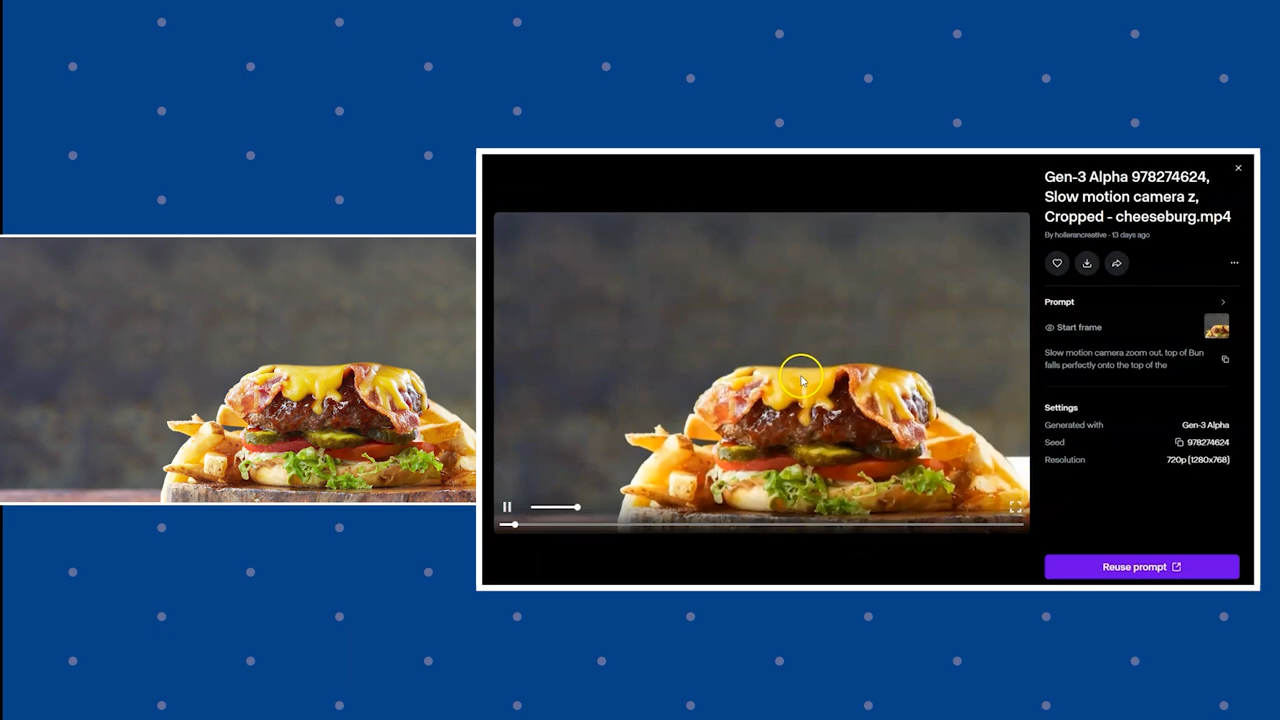 Gen-3 Alpha 978274624,
Slow motion camera z,
Cropped - cheeseburg.mp4
By hollerancreative · 13 days ago
Prompt
Start frame
Slow motion camera zoom out. top of Bun
falls perfectly onto the top of the
Settings
Generated with Gen-3 Alpha
Seed 978274624
Resolution 720p (1280x768)
Reuse prompt